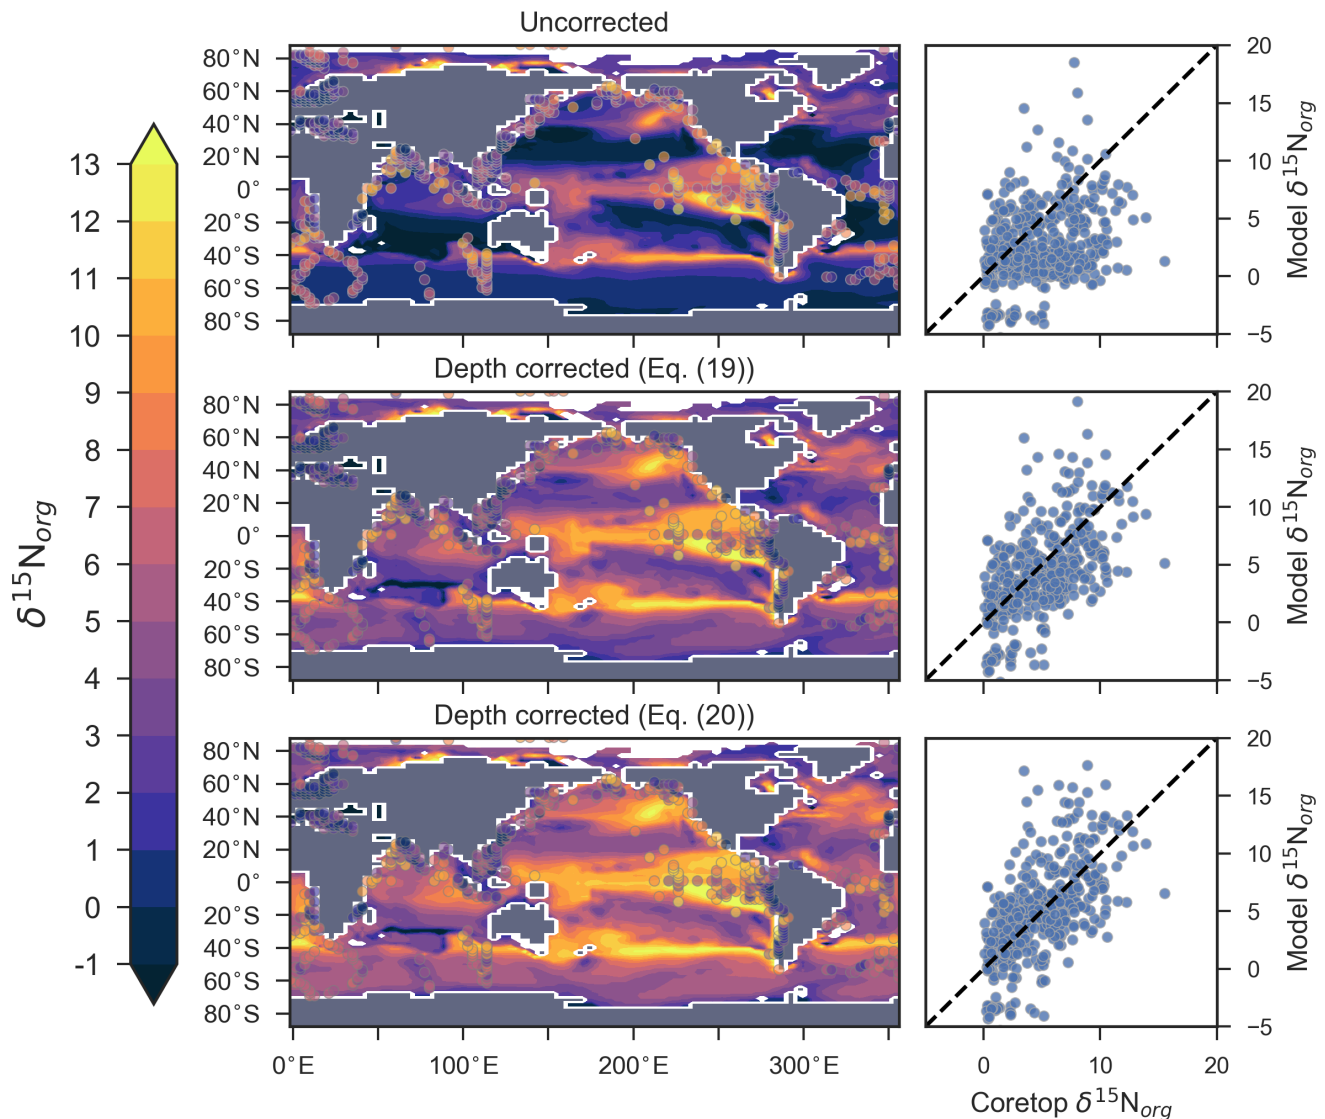 Uncorrected
80°N
60°N
40°N
20°N
0°
20°S
40°S
60°S
80°S
20
15
10
5
0
−5
Model δ¹⁵Nₒᵣg
Depth corrected (Eq. (19))
80°N
60°N
40°N
20°N
0°
20°S
40°S
60°S
80°S
20
15
10
5
0
−5
Model δ¹⁵Nₒᵣg
Depth corrected (Eq. (20))
80°N
60°N
40°N
20°N
0°
20°S
40°S
60°S
80°S
0°E
100°E
200°E
300°E
20
15
10
5
0
−5
Model δ¹⁵Nₒᵣg
0
10
20
Coretop δ¹⁵Nₒᵣg
13
12
11
10
9
8
7
6
5
4
3
2
1
0
-1
δ¹⁵Nₒᵣg